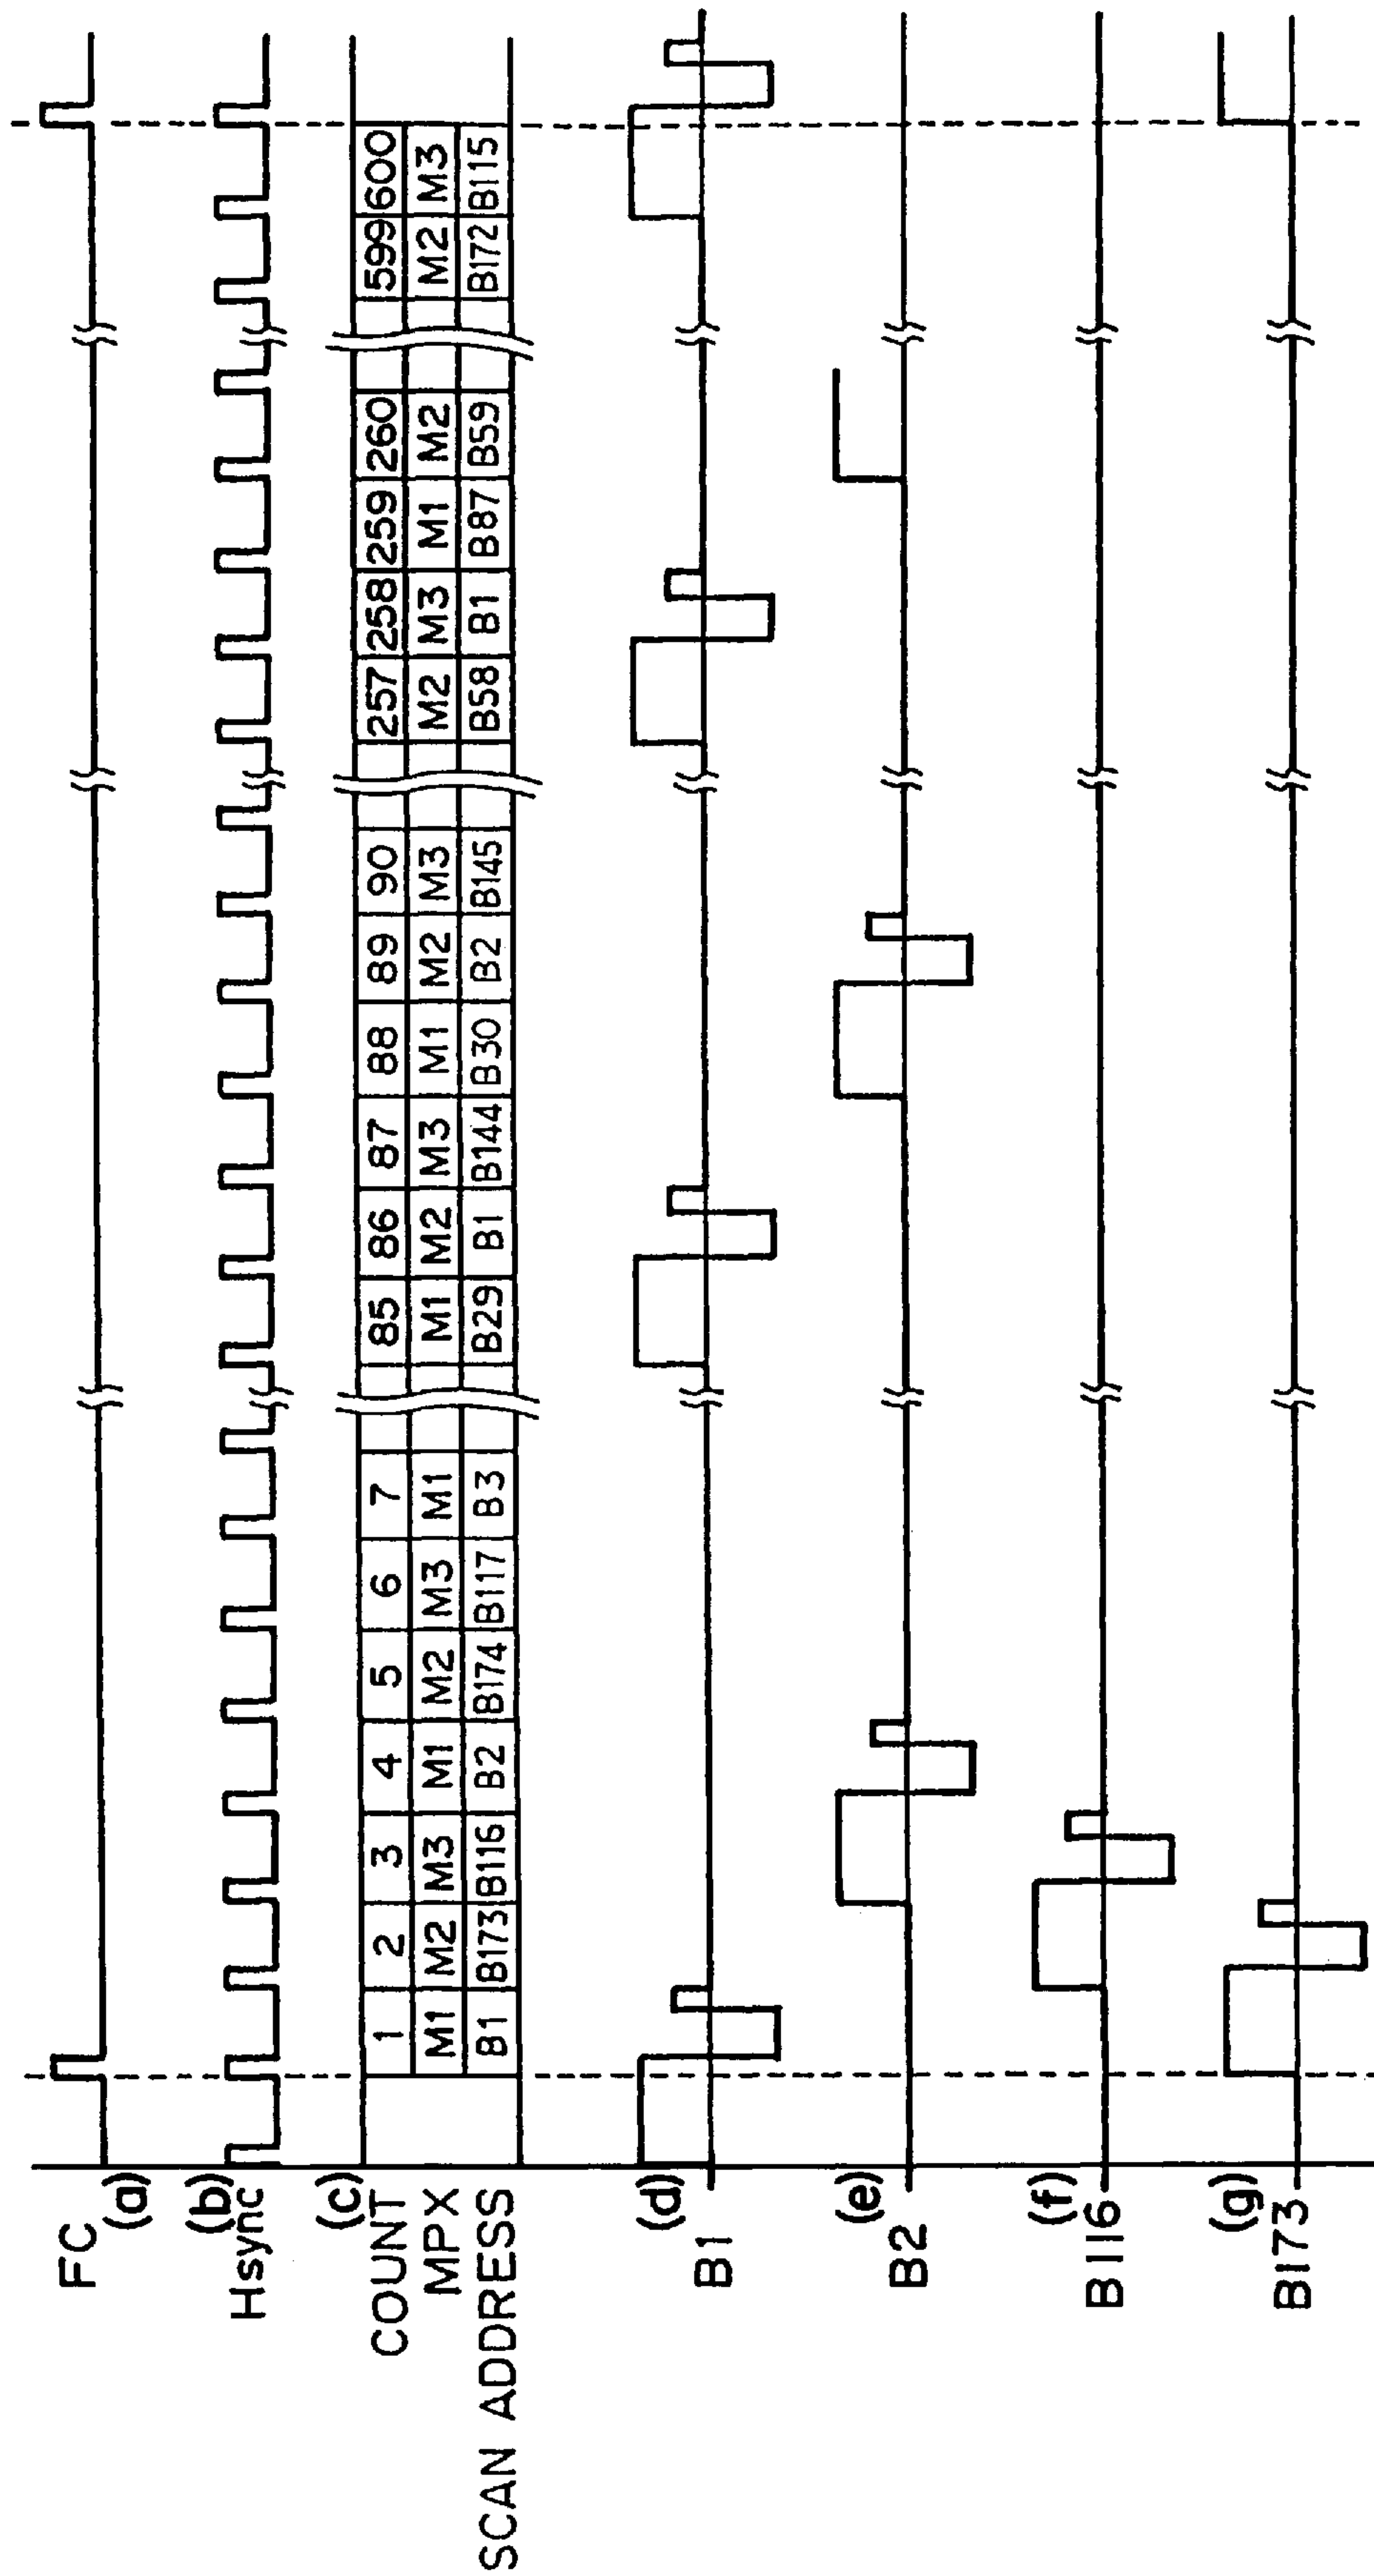 FC
(a)
(b)
Hsync
(c)
COUNT 1 2 3 4 5 6 7 85 86 87 88 89 90 257 258 259 260 599 600
MPX M1 M2 M3 M1 M2 M3 M1 M1 M2 M3 M1 M2 M3 M2 M3 M1 M2 M2 M3
SCAN ADDRESS B1 B173 B116 B2 B174 B117 B3 B29 B1 B144 B30 B2 B145 B58 B1 B87 B59 B172 B115
(d)
B1
(e)
B2
(f)
B116
(g)
B173